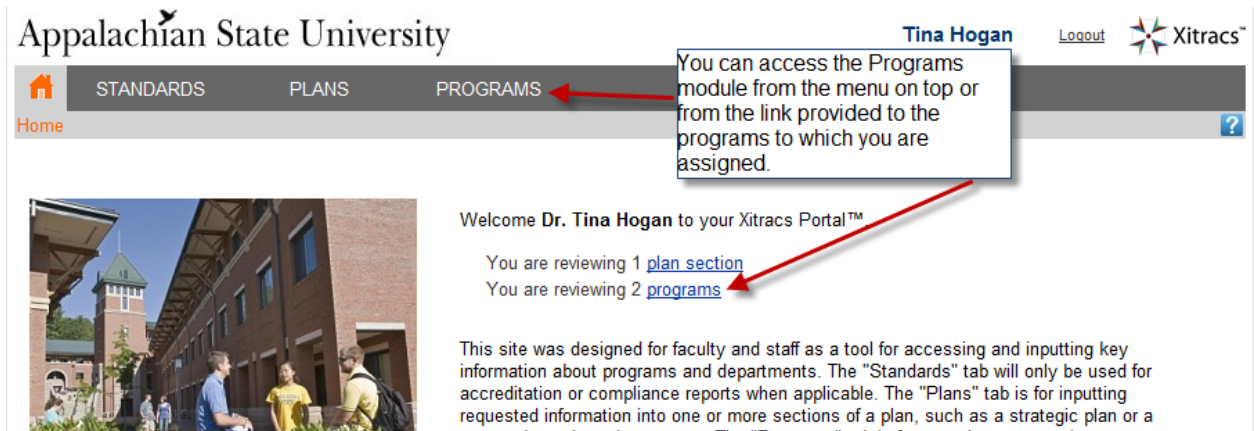 Appalachian State University
Tina Hogan
Logout
Xitracs™
STANDARDS
PLANS
PROGRAMS
You can access the Programs
module from the menu on top or
from the link provided to the
programs to which you are
assigned.
Home
?
Welcome Dr. Tina Hogan to your Xitracs Portal™
You are reviewing 1 plan section
You are reviewing 2 programs
This site was designed for faculty and staff as a tool for accessing and inputting key
information about programs and departments. The "Standards" tab will only be used for
accreditation or compliance reports when applicable. The "Plans" tab is for inputting
requested information into one or more sections of a plan, such as a strategic plan or a